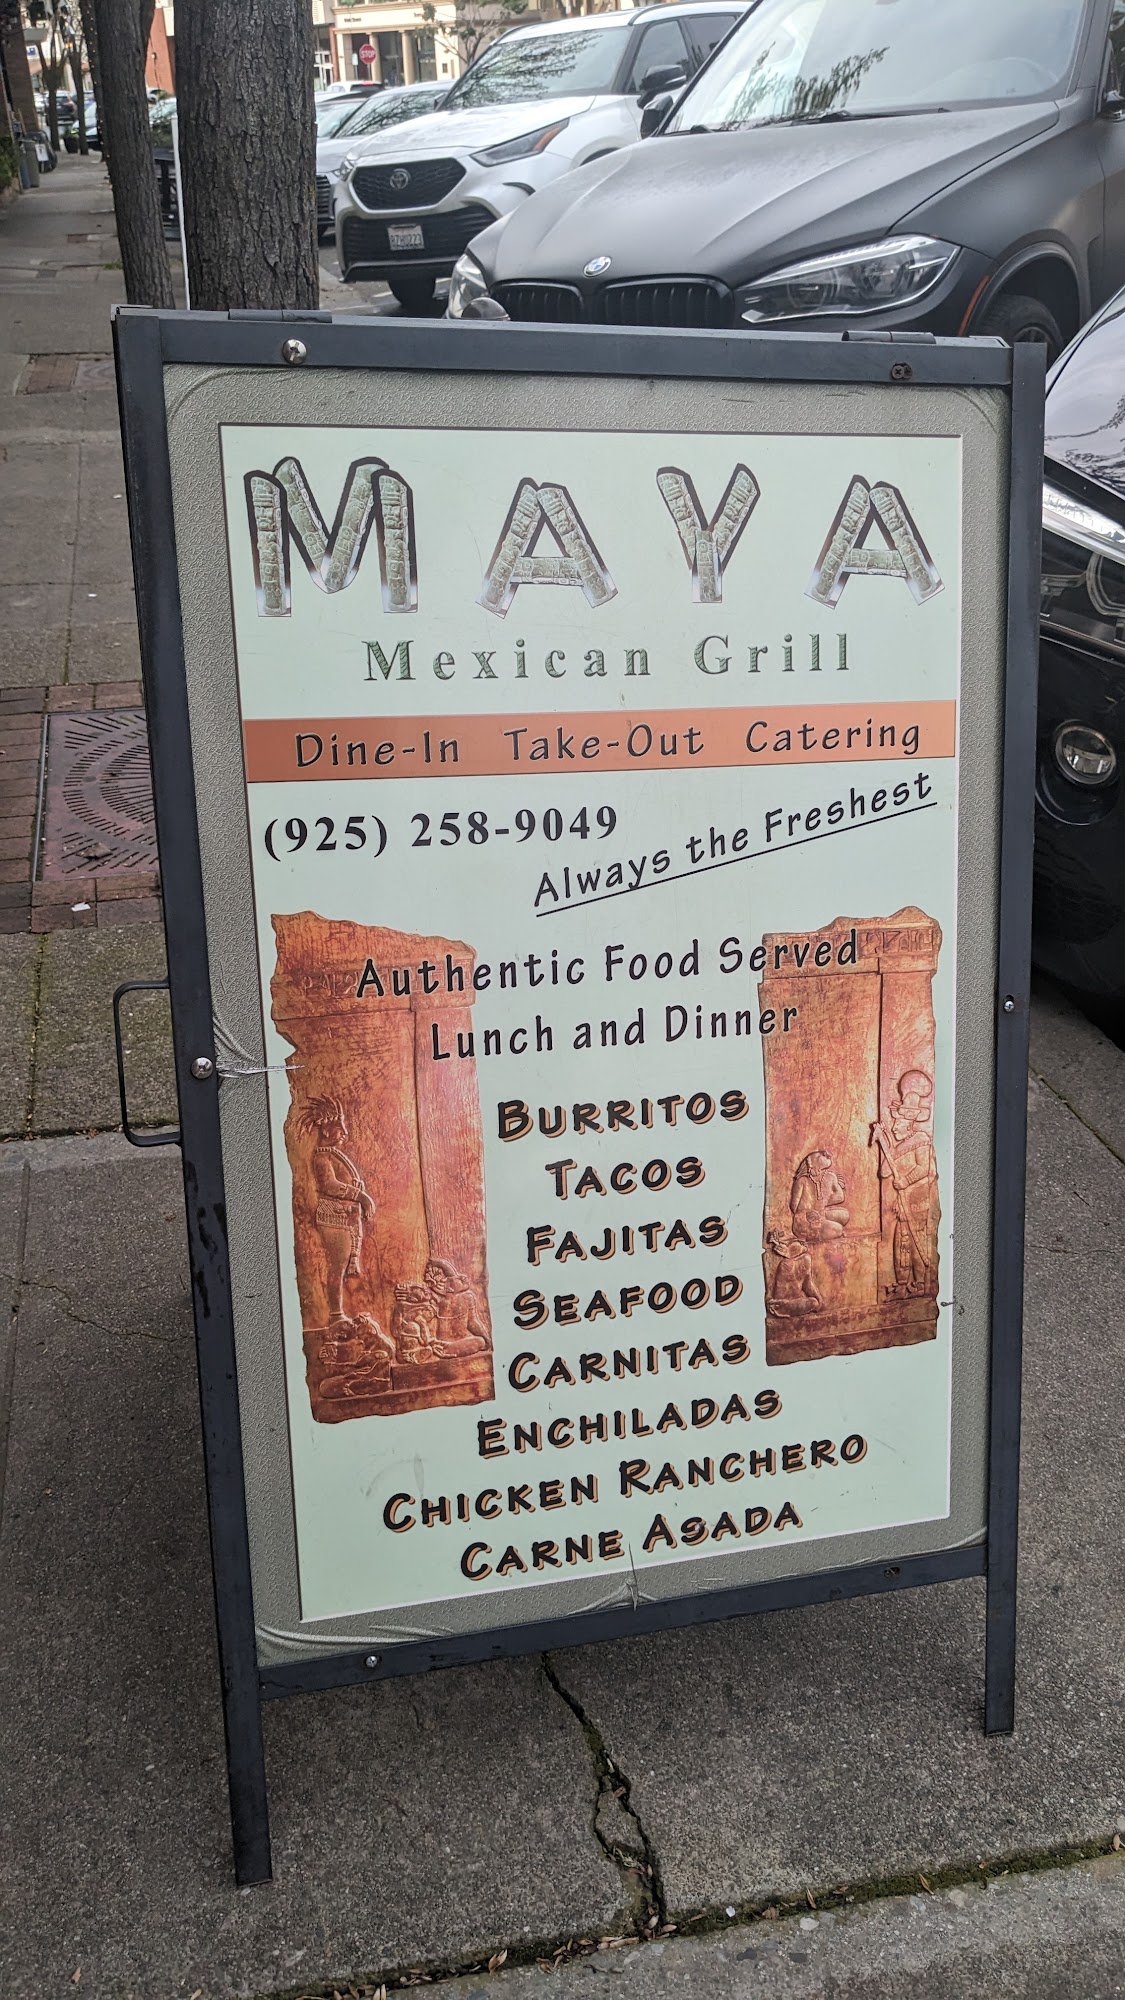 STOP
MAYA
Mexican Grill
Dine-In Take-Out Catering
(925) 258-9049
Always the Freshest
Authentic Food Served
Lunch and Dinner
BURRITOS
TACOS
FAJITAS
SEAFOOD
CARNITAS
ENCHILADAS
CHICKEN RANCHERO
CARNE ASADA